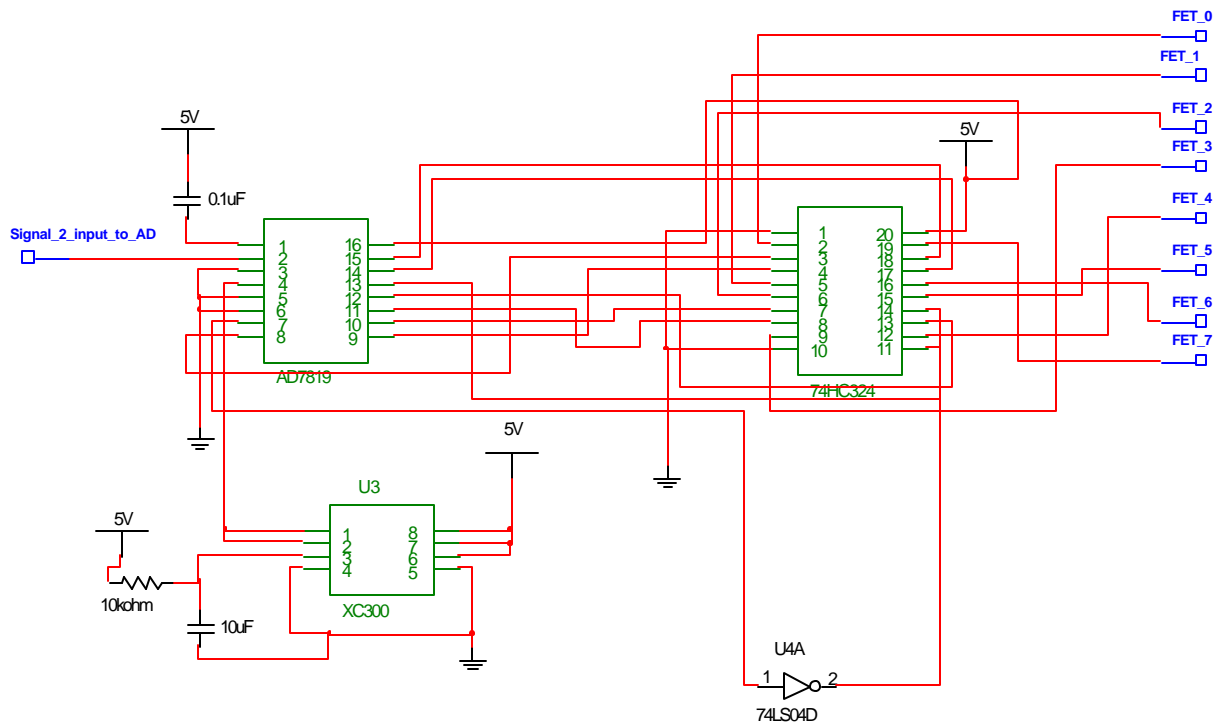 FET_0
FET_1
FET_2
5V
5V
FET_3
0.1uF
FET_4
Signal_2_input_to_AD
1
2
3
4
5
6
7
8
16
15
14
13
12
11
10
9
AD7819
1
2
3
4
5
6
7
8
9
10
20
19
18
17
16
15
14
13
12
11
74HC324
FET_5
FET_6
FET_7
5V
U3
1
2
3
4
8
7
6
5
XC300
5V
10kohm
10uF
U4A
1
2
74LS04D